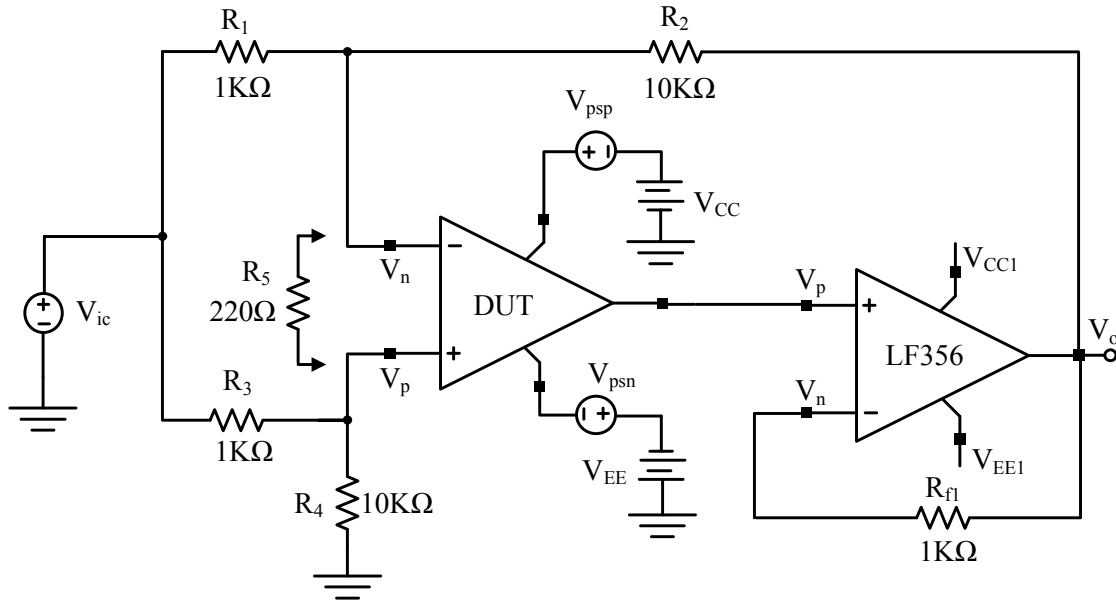 R1
1KΩ
R2
10KΩ
Vpsp
+ −
VCC
Vn
−
R5
220Ω
DUT
+
−
Vic
Vp
+
Vpsn
− +
VEE
R3
1KΩ
R4
10KΩ
Vp
+
VCC1
LF356
Vo
Vn
−
VEE1
Rf1
1KΩ